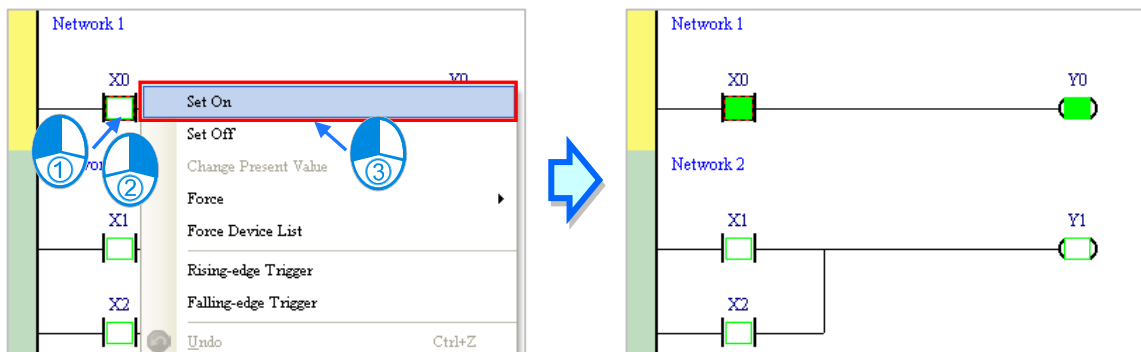 Network 1
X0
Y0
Set On
Set Off
①
②
③
Change Present Value
Force
X1
Force Device List
Rising-edge Trigger
X2
Falling-edge Trigger
Undo Ctrl+Z
Network 1
X0 Y0
Network 2
X1 Y1
X2